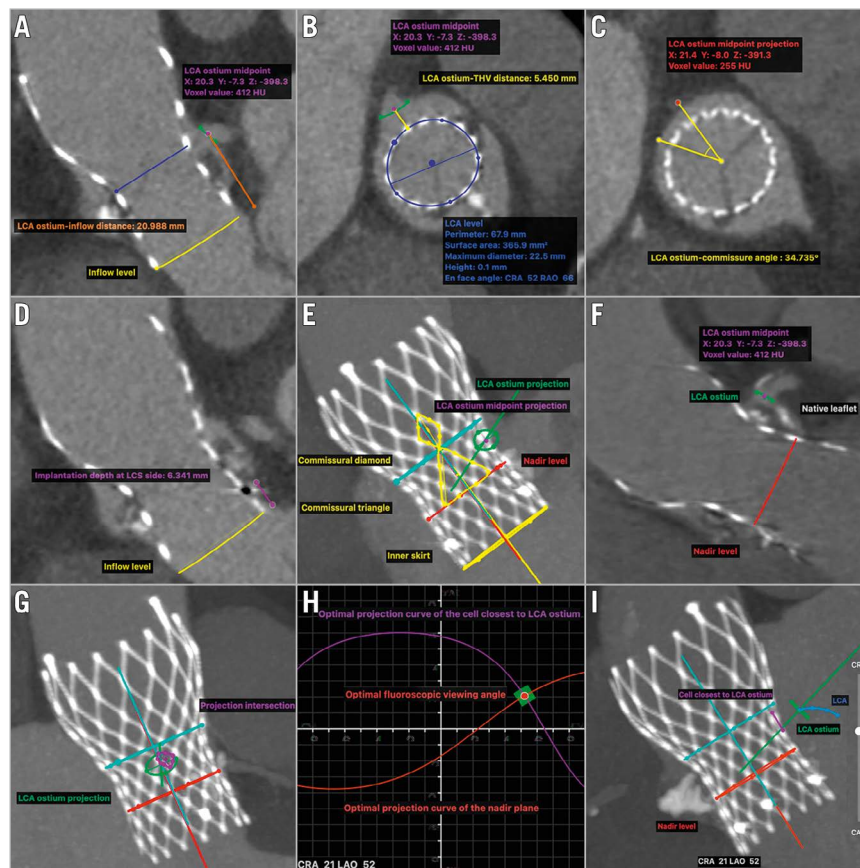 A
LCA ostium midpoint
X: 20.3 Y: -7.3 Z: -398.3
Voxel value: 412 HU
LCA ostium-inflow distance: 20.988 mm
Inflow level
B
LCA ostium midpoint
X: 20.3 Y: -7.3 Z: -398.3
Voxel value: 412 HU
LCA ostium-THV distance: 5.450 mm
LCA level
Perimeter: 67.9 mm
Surface area: 365.9 mm²
Maximum diameter: 22.5 mm
Height: 0.1 mm
En face angle: CRA 52 RAO 66
C
LCA ostium midpoint projection
X: 21.4 Y: -8.0 Z: -391.3
Voxel value: 255 HU
LCA ostium-commissure angle : 34.735°
D
Implantation depth at LCS side: 6.341 mm
Inflow level
E
LCA ostium projection
LCA ostium midpoint projection
Commissural diamond
Nadir level
Commissural triangle
Inner skirt
F
LCA ostium midpoint
X: 20.3 Y: -7.3 Z: -398.3
Voxel value: 412 HU
LCA ostium
Native leaflet
Nadir level
G
Projection intersection
LCA ostium projection
H
Optimal projection curve of the cell closest to LCA ostium
Optimal fluoroscopic viewing angle
Optimal projection curve of the nadir plane
CRA 21 LAO 52
I
Cell closest to LCA ostium
LCA
LCA ostium
Nadir level
CRA 21 LAO 52